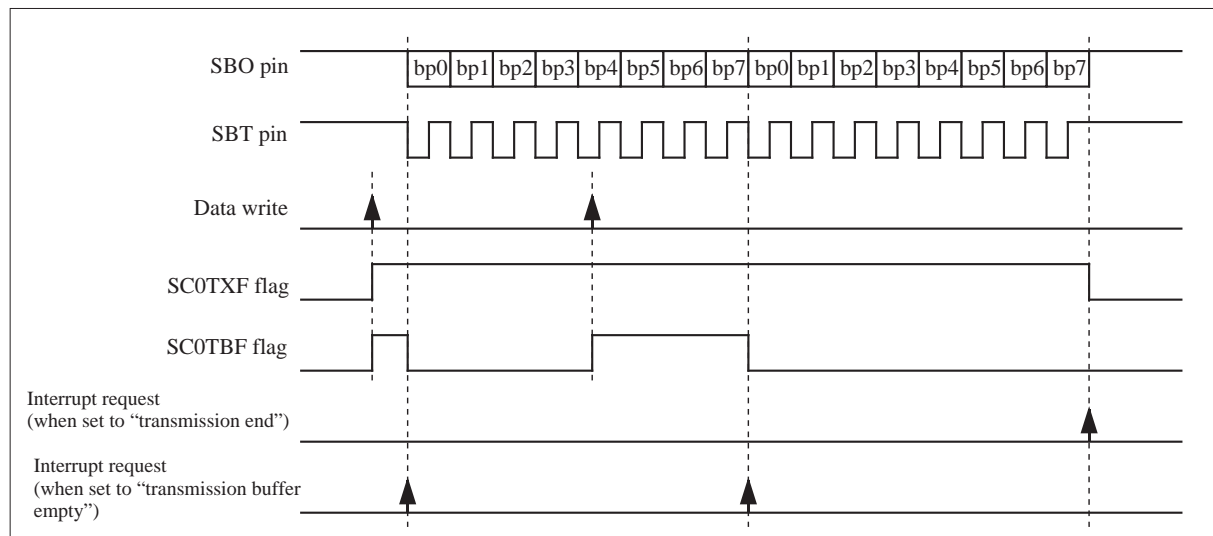 SBO pin
bp0 bp1 bp2 bp3 bp4 bp5 bp6 bp7 bp0 bp1 bp2 bp3 bp4 bp5 bp6 bp7
SBT pin
Data write
SC0TXF flag
SC0TBF flag
Interrupt request
(when set to “transmission end”)
Interrupt request
(when set to “transmission buffer
empty”)